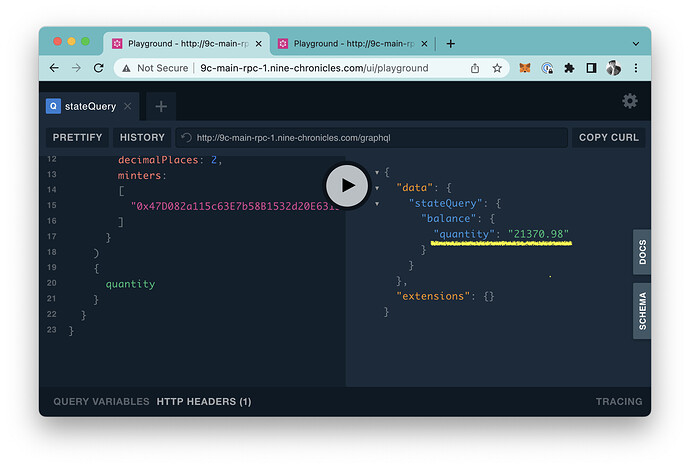 Playground - http://9c-main-rp
Playground - http://9c-main-rp
Not Secure
9c-main-rpc-1.nine-chronicles.com/ui/playground
Q stateQuery
PRETTIFY
HISTORY
http://9c-main-rpc-1.nine-chronicles.com/graphql
COPY CURL
12 decimalPlaces: 2,
13 minters:
14 [
15 "0x47D082a115c63E7b58B1532d20E631
16 ]
17 }
18 )
19 {
20 quantity
21 }
22 }
23 }
{
"data": {
"stateQuery": {
"balance": {
"quantity": "21370.98"
}
}
},
"extensions": {}
}
DOCS
SCHEMA
QUERY VARIABLES
HTTP HEADERS (1)
TRACING